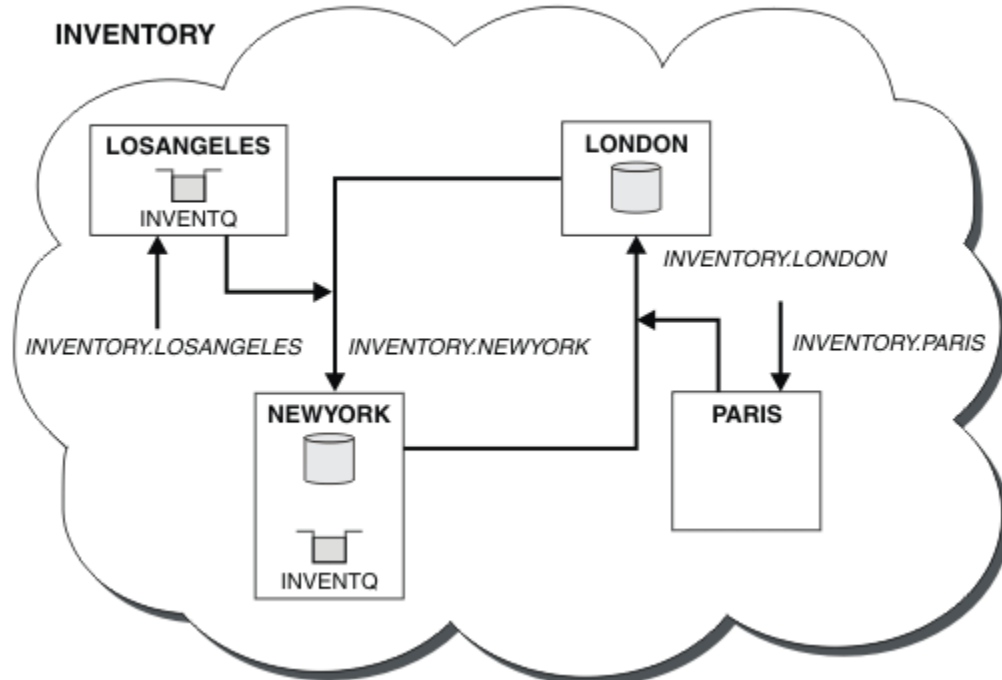 INVENTORY
LOSANGELES
INVENTQ
LONDON
INVENTORY.LONDON
INVENTORY.LOSANGELES
INVENTORY.NEWYORK
INVENTORY.PARIS
NEWYORK
INVENTQ
PARIS